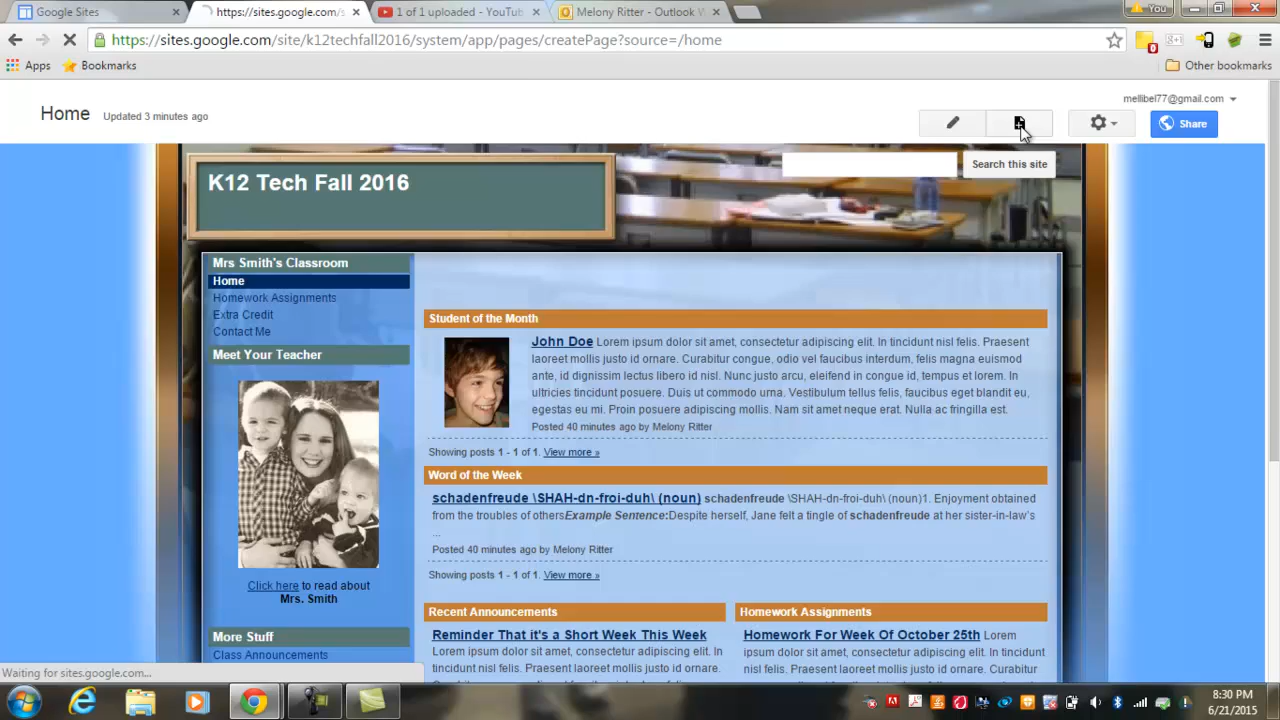 Google Sites
https://sites.google.com/s
1 of 1 uploaded - YouTub
Melony Ritter - Outlook W
You
https://sites.google.com/site/k12techfall2016/system/app/pages/createPage?source=/home
0
g+1
Apps
Bookmarks
Other bookmarks
mellibel77@gmail.com
Home
Updated 3 minutes ago
Share
Search this site
K12 Tech Fall 2016
Mrs Smith's Classroom
Home
Homework Assignments
Extra Credit
Contact Me
Meet Your Teacher
Click here to read about
Mrs. Smith
More Stuff
Class Announcements
Student of the Month
John Doe Lorem ipsum dolor sit amet, consectetur adipiscing elit. In tincidunt nisl felis. Praesent
laoreet mollis justo id ornare. Curabitur congue, odio vel faucibus interdum, felis magna euismod
ante, id dignissim lectus libero id nisl. Nunc justo arcu, eleifend in congue id, tempus et lorem. In
ultricies tincidunt posuere. Duis ut commodo urna. Vestibulum tellus felis, faucibus eget blandit eu,
egestas eu mi. Proin posuere adipiscing mollis. Nam sit amet neque erat. Nulla ac fringilla est.
Posted 40 minutes ago by Melony Ritter
Showing posts 1 - 1 of 1. View more »
Word of the Week
schadenfreude \SHAH-dn-froi-duh\ (noun) schadenfreude \SHAH-dn-froi-duh\ (noun)1. Enjoyment obtained
from the troubles of othersExample Sentence:Despite herself, Jane felt a tingle of schadenfreude at her sister-in-law's
...
Posted 40 minutes ago by Melony Ritter
Showing posts 1 - 1 of 1. View more »
Recent Announcements
Reminder That it's a Short Week This Week
Lorem ipsum dolor sit amet, consectetur adipiscing elit. In
tincidunt nisl felis. Praesent laoreet mollis justo id ornare.
Homework Assignments
Homework For Week Of October 25th Lorem
ipsum dolor sit amet, consectetur adipiscing elit. In tincidunt
nisl felis. Praesent laoreet mollis justo id ornare. Curabitur
Waiting for sites.google.com...
8:30 PM
6/21/2015